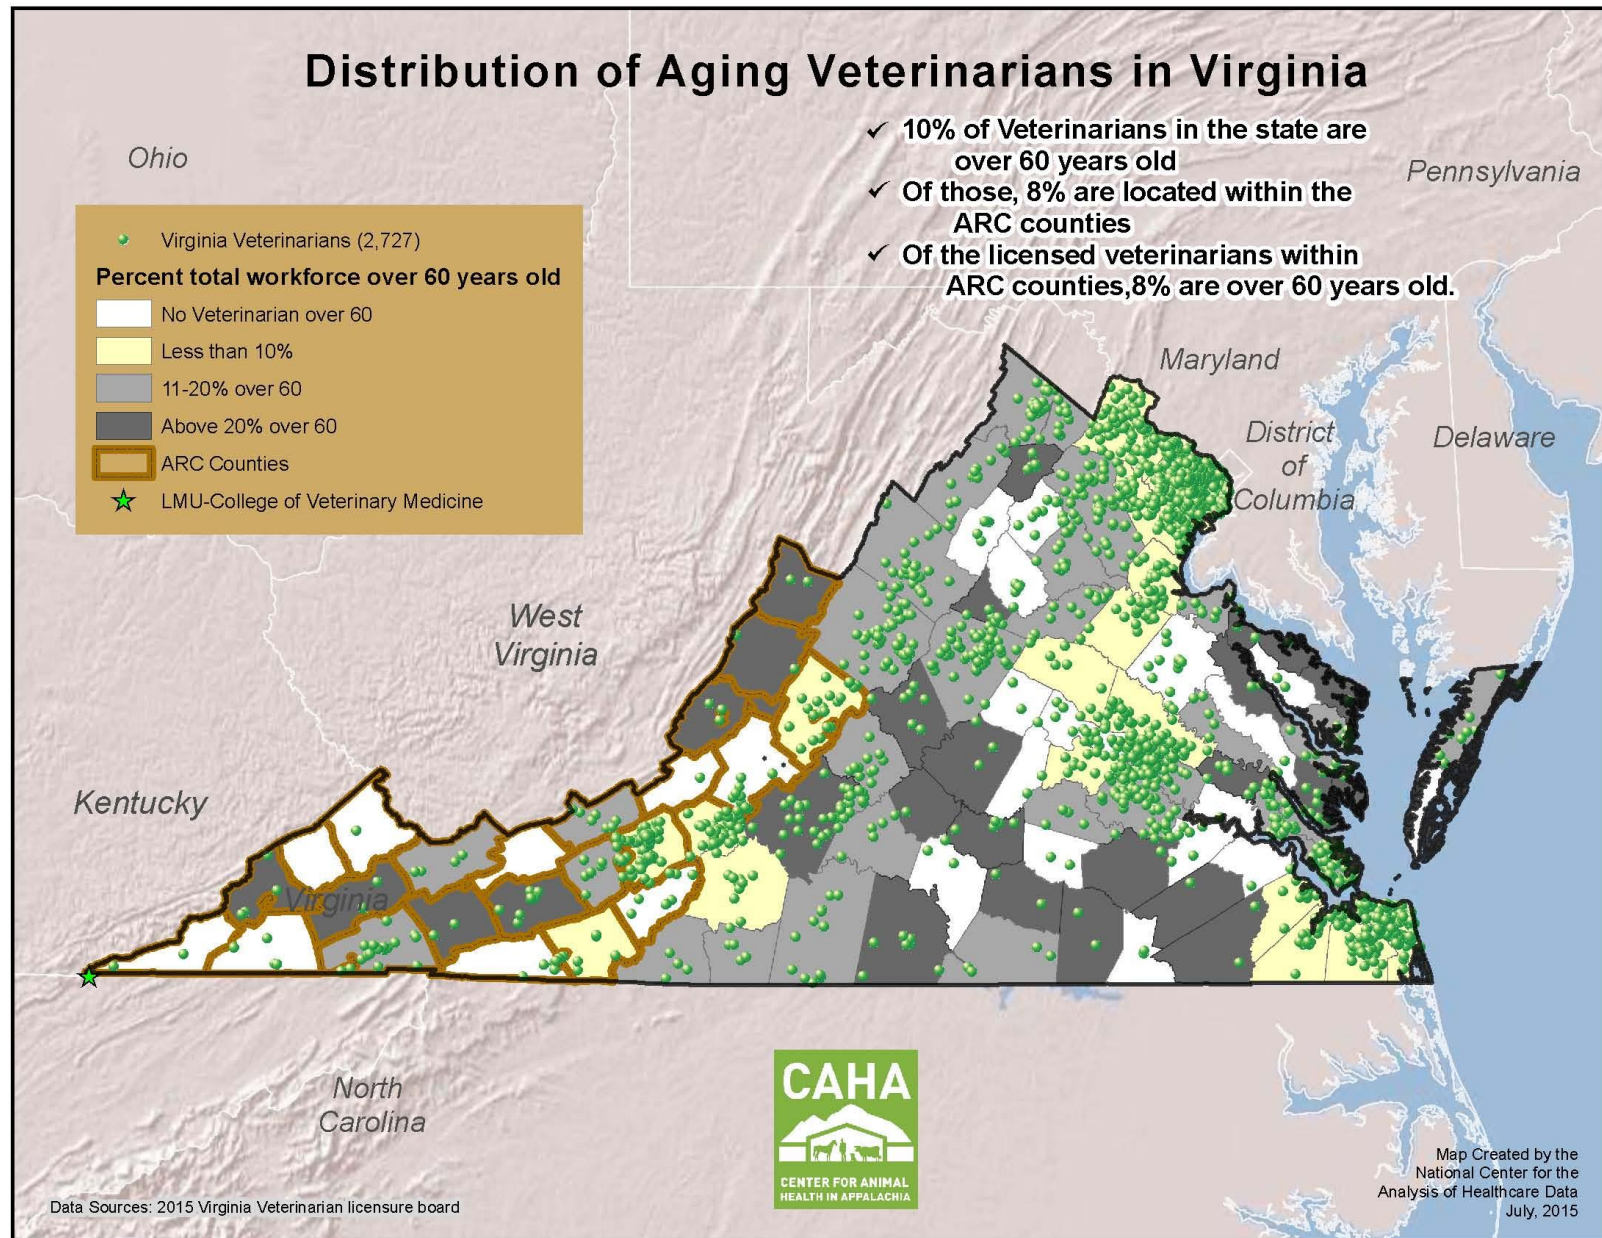 Distribution of Aging Veterinarians in Virginia
✓ 10% of Veterinarians in the state are
over 60 years old
✓ Of those, 8% are located within the
ARC counties
✓ Of the licensed veterinarians within
ARC counties,8% are over 60 years old.
Ohio
Pennsylvania
Virginia Veterinarians (2,727)
Percent total workforce over 60 years old
No Veterinarian over 60
Less than 10%
11-20% over 60
Above 20% over 60
ARC Counties
LMU-College of Veterinary Medicine
Maryland
District
of
Columbia
Delaware
West
Virginia
Kentucky
Virginia
North
Carolina
CAHA
CENTER FOR ANIMAL
HEALTH IN APPALACHIA
Data Sources: 2015 Virginia Veterinarian licensure board
Map Created by the
National Center for the
Analysis of Healthcare Data
July, 2015